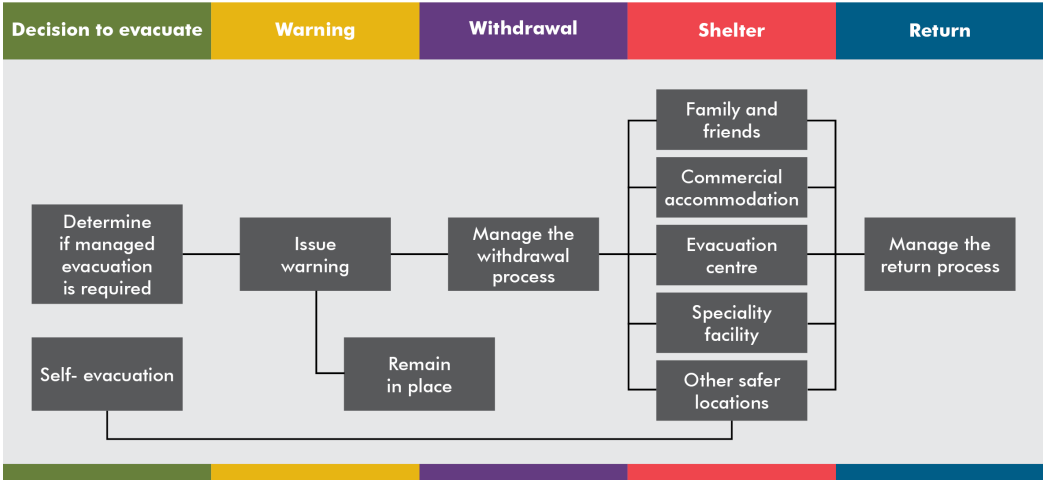 Decision to evacuate
Warning
Withdrawal
Shelter
Return
Determine
if managed
evacuation
is required
Self- evacuation
Issue
warning
Remain
in place
Manage the
withdrawal
process
Family and
friends
Commercial
accommodation
Evacuation
centre
Speciality
facility
Other safer
locations
Manage the
return process